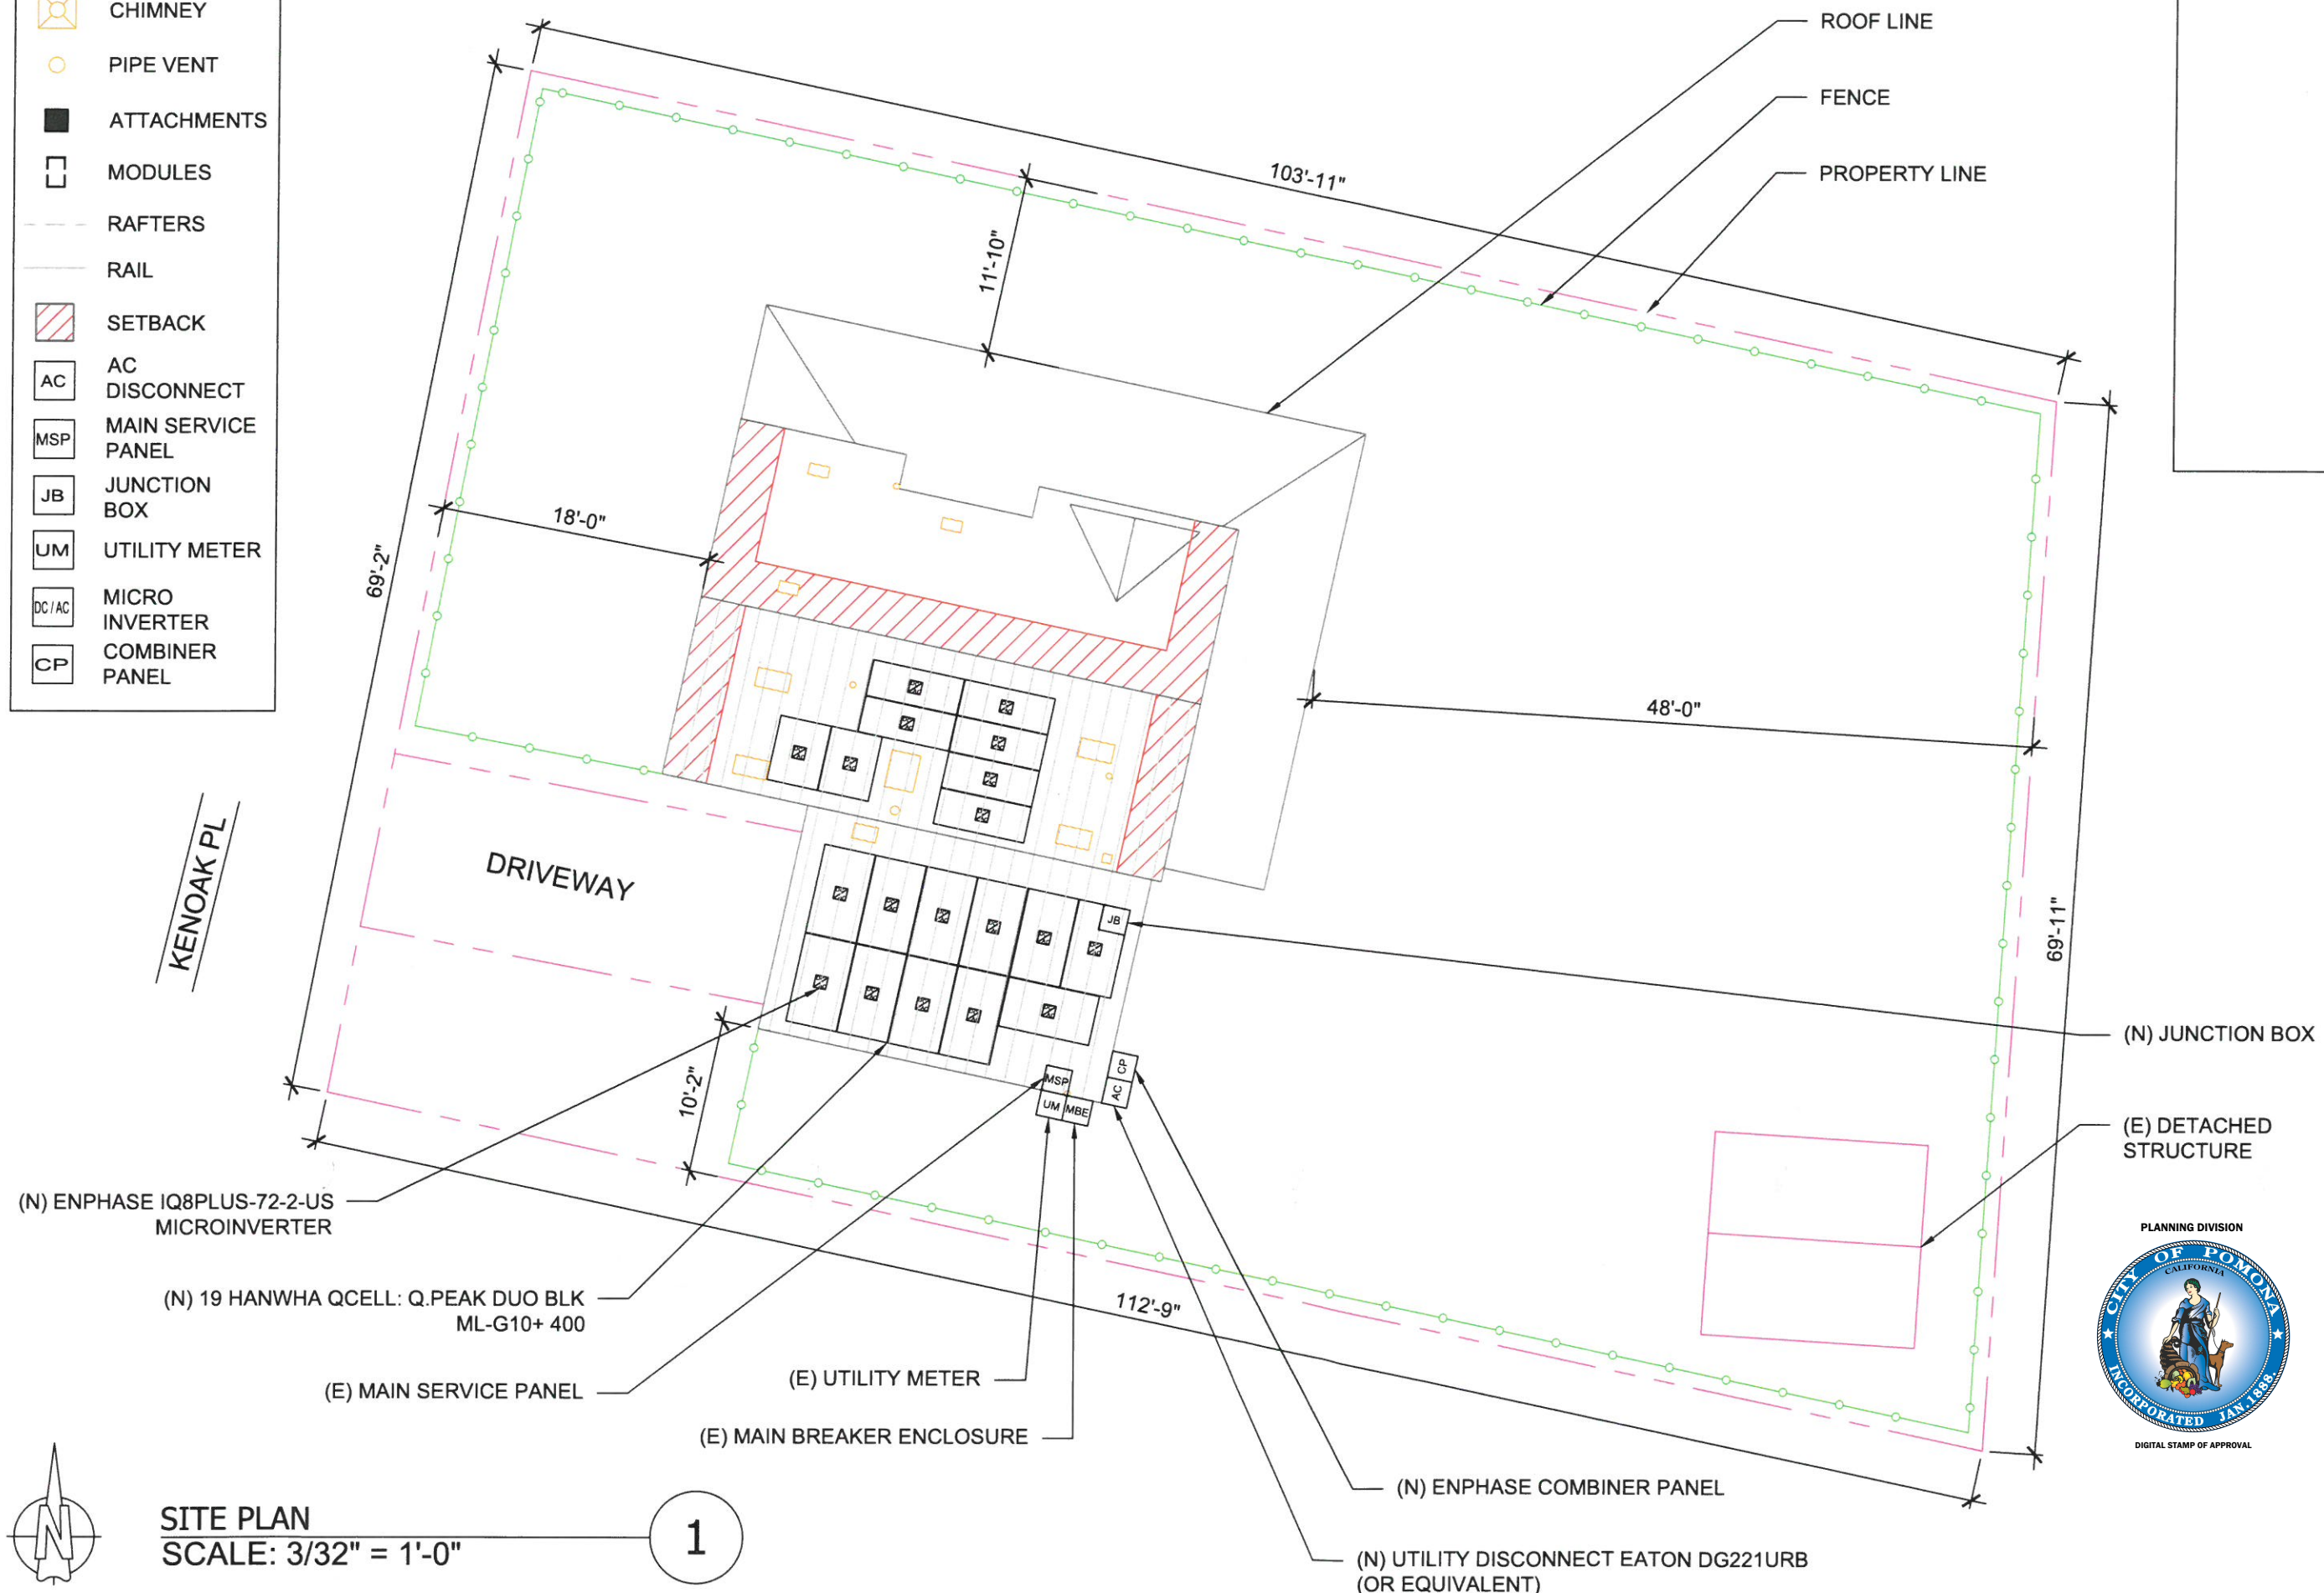 CHIMNEY
PIPE VENT
ATTACHMENTS
MODULES
RAFTERS
RAIL
SETBACK
AC
AC
DISCONNECT
MSP
MAIN SERVICE
PANEL
JB
JUNCTION
BOX
UM
UTILITY METER
DC / AC
MICRO
INVERTER
CP
COMBINER
PANEL
ROOF LINE
FENCE
PROPERTY LINE
103'-11"
11'-10"
18'-0"
69'-2"
48'-0"
69'-11"
KENOAK PL
DRIVEWAY
JB
10'-2"
MSP
UM
MBE
CP
AC
112'-9"
(N) JUNCTION BOX
(E) DETACHED
STRUCTURE
(N) ENPHASE IQ8PLUS-72-2-US
MICROINVERTER
(N) 19 HANWHA QCELL: Q.PEAK DUO BLK
ML-G10+ 400
(E) MAIN SERVICE PANEL
(E) UTILITY METER
(E) MAIN BREAKER ENCLOSURE
(N) ENPHASE COMBINER PANEL
(N) UTILITY DISCONNECT EATON DG221URB
(OR EQUIVALENT)
PLANNING DIVISION
CITY OF POMONA
CALIFORNIA
INCORPORATED JAN. 1888.
DIGITAL STAMP OF APPROVAL
N
SITE PLAN
SCALE: 3/32" = 1'-0"
1